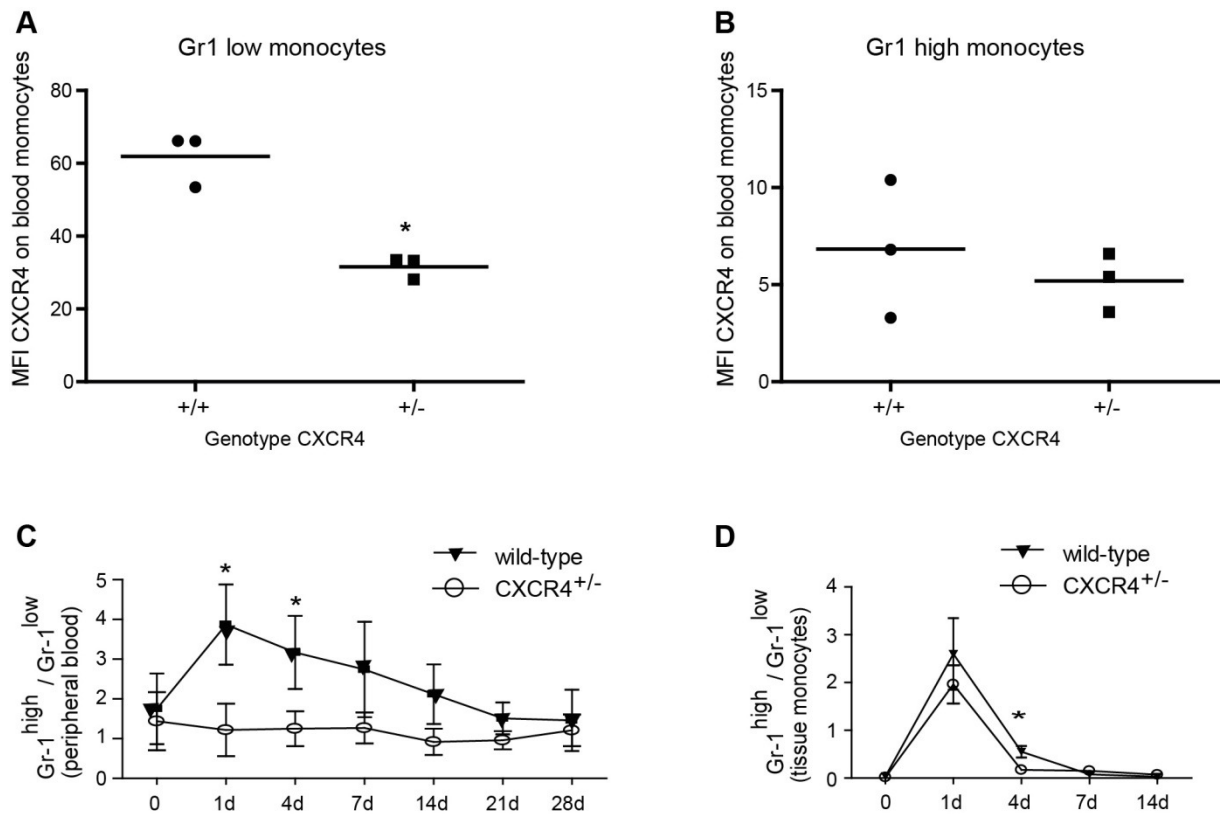 A
Gr1 low monocytes
MFI CXCR4 on blood momocytes
80
60
40
20
0
*
+/+
+/-
Genotype CXCR4
B
Gr1 high monocytes
MFI CXCR4 on blood momocytes
15
10
5
0
+/+
+/-
Genotype CXCR4
C
wild-type
CXCR4+/-
Gr-1high / Gr-1low
(peripheral blood)
5
4
3
2
1
0
*
*
0 1d 4d 7d 14d 21d 28d
D
wild-type
CXCR4+/-
Gr-1high / Gr-1low
(tissue monocytes)
4
3
2
1
0
*
0 1d 4d 7d 14d